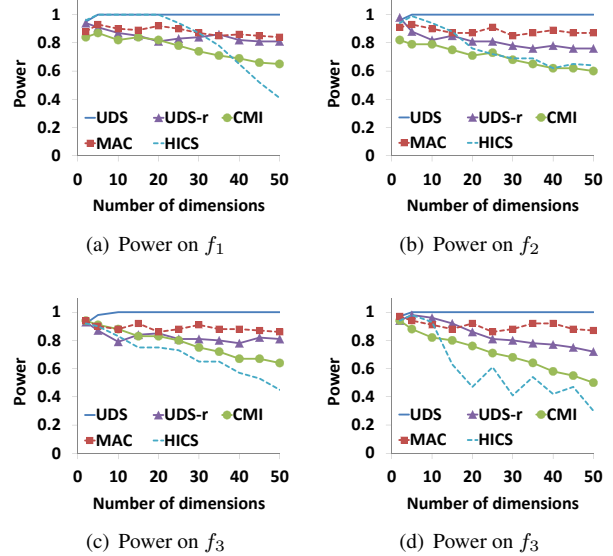 1
0.8
0.6
0.4
0.2
0
Power
UDS UDS-r CMI
MAC HICS
0 10 20 30 40 50
Number of dimensions
(a) Power on f1
1
0.8
0.6
0.4
0.2
0
Power
UDS UDS-r CMI
MAC HICS
0 10 20 30 40 50
Number of dimensions
(b) Power on f2
1
0.8
0.6
0.4
0.2
0
Power
UDS UDS-r CMI
MAC HICS
0 10 20 30 40 50
Number of dimensions
(c) Power on f3
1
0.8
0.6
0.4
0.2
0
Power
UDS UDS-r CMI
MAC HICS
0 10 20 30 40 50
Number of dimensions
(d) Power on f3